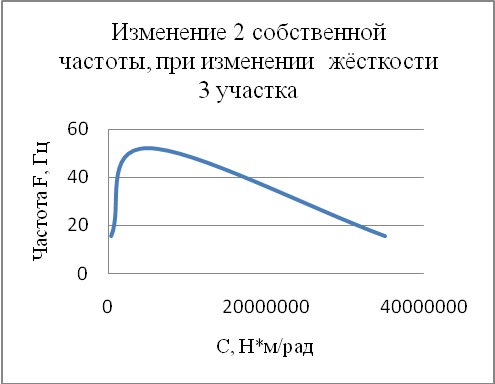 Изменение 2 собственной
частоты, при изменении жёсткости
3 участка
60
40
20
0
Частота F, Гц
0 20000000 40000000
С, Н*м/рад